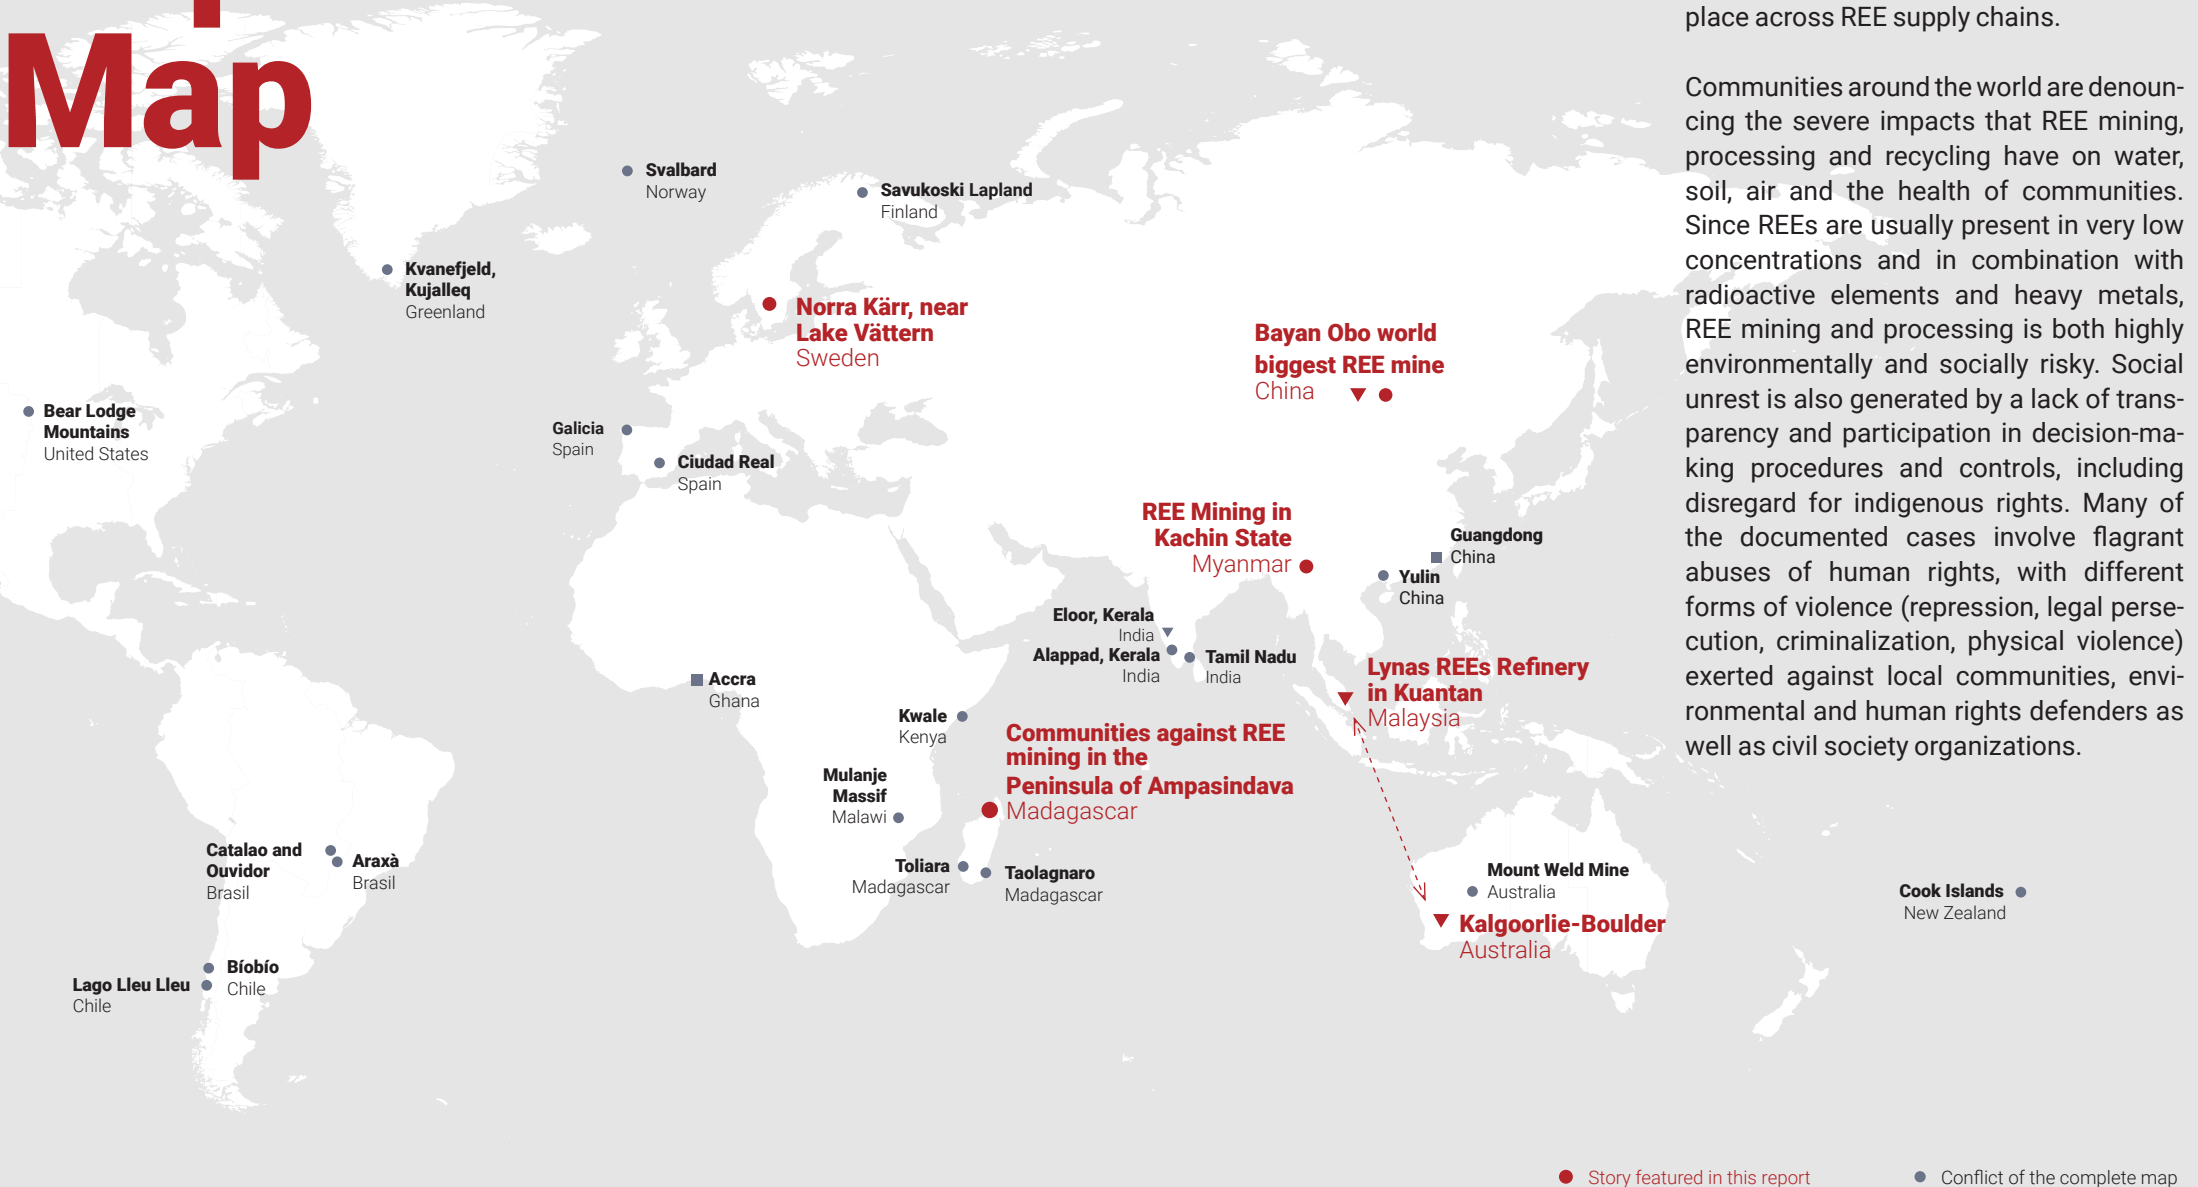 Map
place across REE supply chains.
Communities around the world are denoun-
cing the severe impacts that REE mining,
processing and recycling have on water,
soil, air and the health of communities.
Since REEs are usually present in very low
concentrations and in combination with
radioactive elements and heavy metals,
REE mining and processing is both highly
environmentally and socially risky. Social
unrest is also generated by a lack of trans-
parency and participation in decision-ma-
king procedures and controls, including
disregard for indigenous rights. Many of
the documented cases involve flagrant
abuses of human rights, with different
forms of violence (repression, legal perse-
cution, criminalization, physical violence)
exerted against local communities, envi-
ronmental and human rights defenders as
well as civil society organizations.
Svalbard
Norway
Savukoski Lapland
Finland
Kvanefjeld,
Kujalleq
Greenland
Norra Kärr, near
Lake Vättern
Sweden
Bayan Obo world
biggest REE mine
China
Bear Lodge
Mountains
United States
Galicia
Spain
Ciudad Real
Spain
REE Mining in
Kachin State
Myanmar
Guangdong
China
Yulin
China
Eloor, Kerala
India
Alappad, Kerala
India
Tamil Nadu
India
Lynas REEs Refinery
in Kuantan
Malaysia
Accra
Ghana
Kwale
Kenya
Communities against REE
mining in the
Peninsula of Ampasindava
Madagascar
Mulanje
Massif
Malawi
Catalao and
Ouvidor
Brasil
Araxà
Brasil
Toliara
Madagascar
Taolagnaro
Madagascar
Mount Weld Mine
Australia
Kalgoorlie-Boulder
Australia
Cook Islands
New Zealand
Bíobío
Chile
Lago Lleu Lleu
Chile
Story featured in this report
Conflict of the complete map